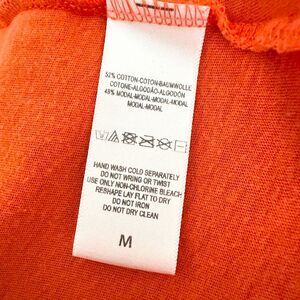 52% COTTON-COTON-BAUMWOLLE
COTONE-ALGODÃO-ALGODÓN
48% MODAL-MODAL-MODAL-MODAL
MODAL-MODAL
HAND WASH COLD SEPARATELY
DO NOT WRING OR TWIST
USE ONLY NON-CHLORINE BLEACH
RESHAPE LAY FLAT TO DRY
DO NOT IRON
DO NOT DRY CLEAN
M